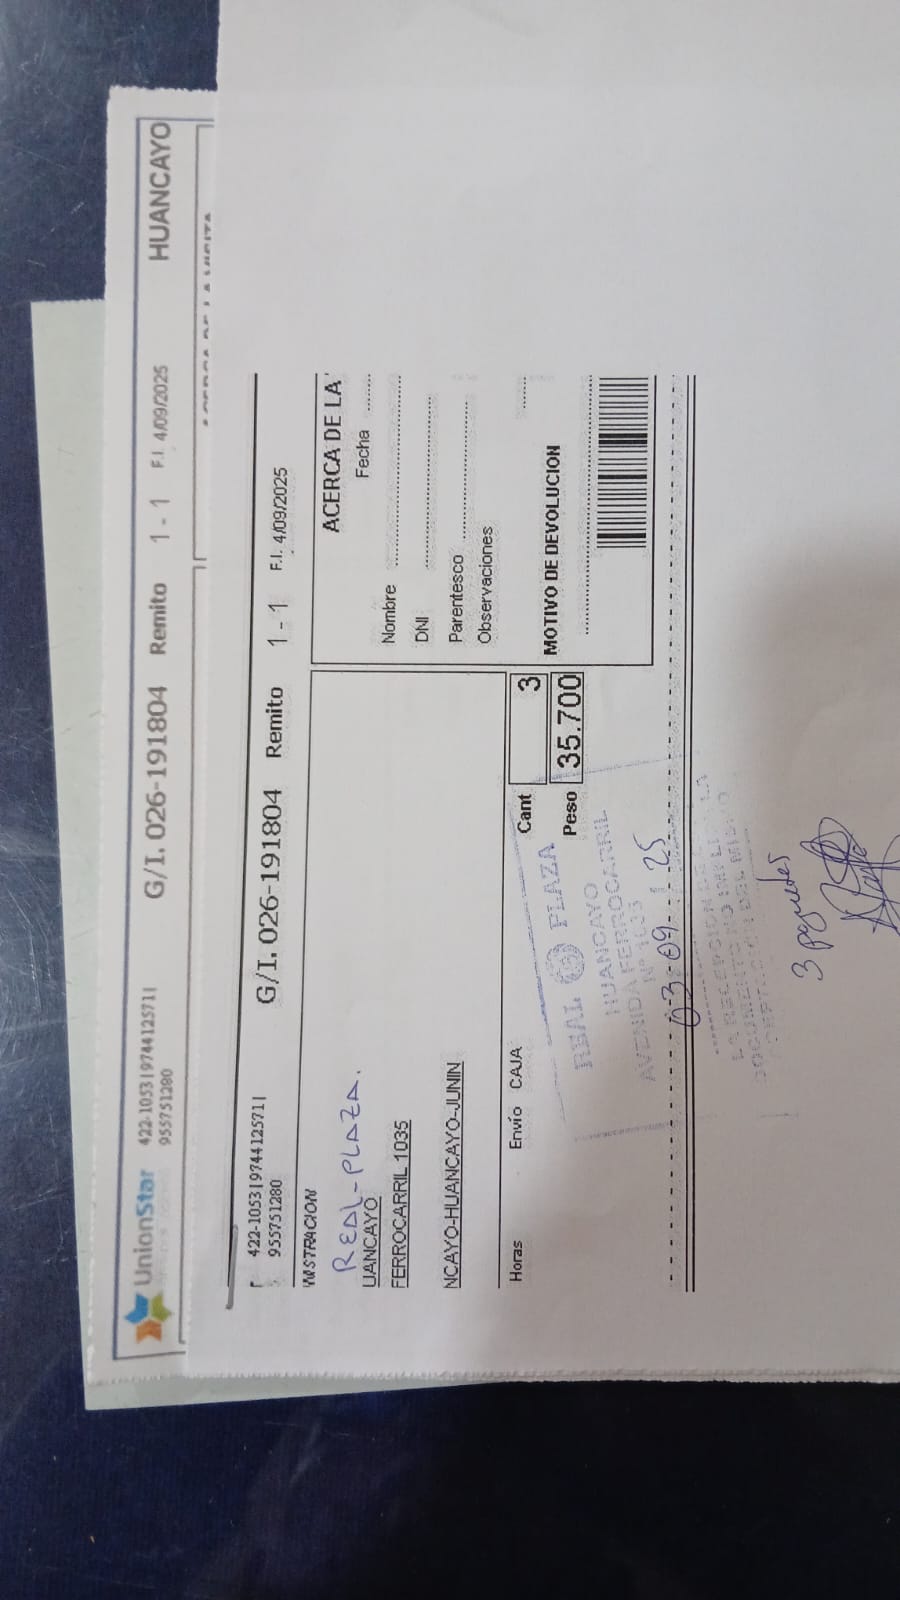 UnionStar 422-1053|974412571| G/I. 026-191804 Remito 1 - 1 F.I. 4/09/2025 HUANCAYO
955751280
422-1053|974412571| G/I. 026-191804 Remito 1 - 1 F.I. 4/09/2025
955751280
ACERCA DE LA
REAL-PLAZA.
UANCAYO
FERROCARRIL 1035
NCAYO-HUANCAYO-JUNIN
Fecha
Nombre
DNI
Parentesco
Observaciones
Horas Envío CAJA Cant 3
Peso 35.700
MOTIVO DE DEVOLUCION
REAL PLAZA
HUANCAYO
AVENIDA FERROCARRIL
03-09-25
3 paquetes